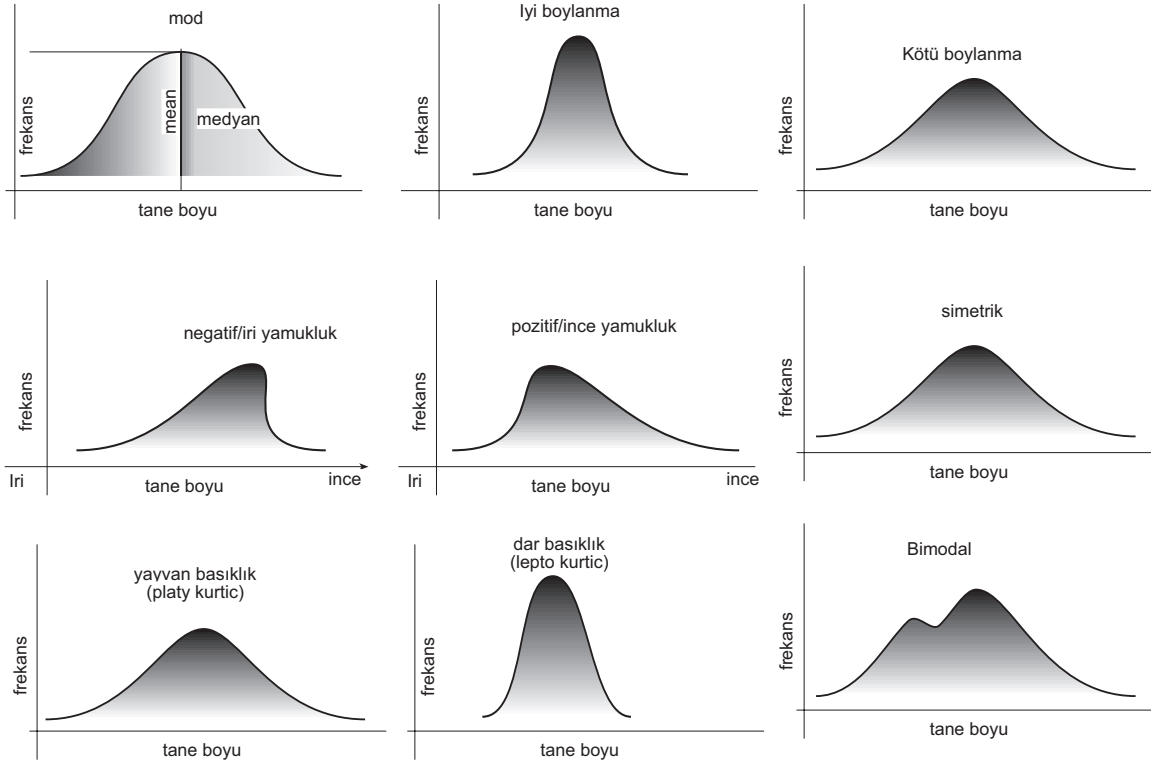 mod
frekans
mean
medyan
tane boyu
Iyi boylanma
tane boyu
Kötü boylanma
frekans
tane boyu
negatif/iri yamukluk
frekans
Iri
tane boyu
ince
pozitif/ince yamukluk
frekans
Iri
tane boyu
ince
simetrik
frekans
tane boyu
yayvan basıklık
(platy kurtic)
frekans
tane boyu
dar basıklık
(lepto kurtic)
frekans
tane boyu
Bimodal
frekans
tane boyu